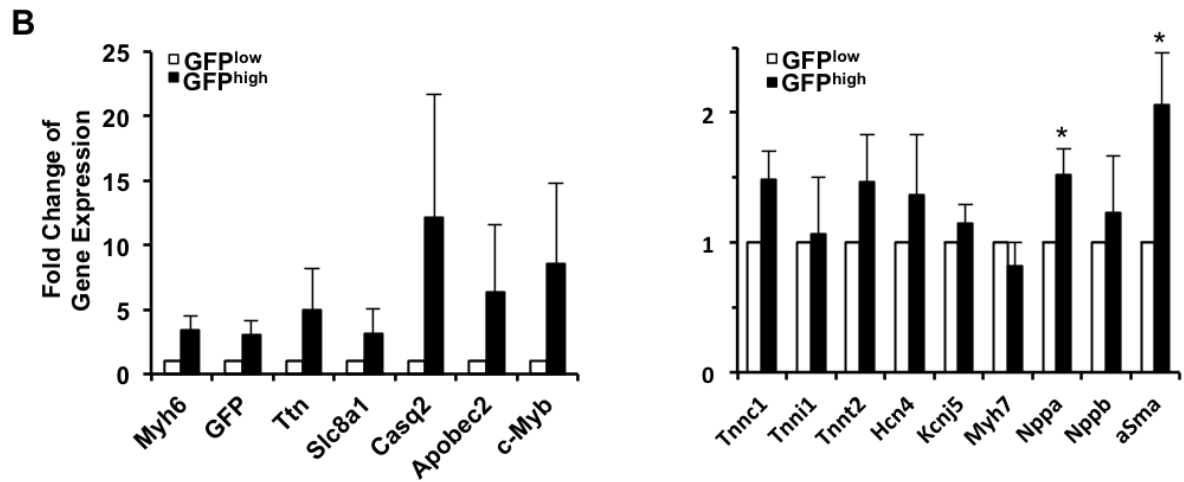 B
Fold Change of
Gene Expression
25
20
15
10
5
0
GFPlow
GFPhigh
Myh6
GFP
Ttn
Slc8a1
Casq2
Apobec2
c-Myb
2
1
0
GFPlow
GFPhigh
*
*
Tnnc1
Tnni1
Tnnt2
Hcn4
Kcnj5
Myh7
Nppa
Nppb
aSma